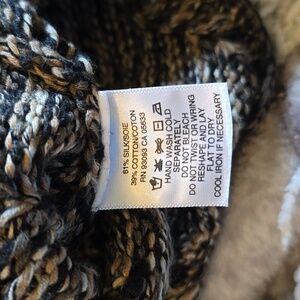 61% SILK/SOIE
39% COTTON/COTON
RN 93093 CA 05633
HAND WASH COLD
SEPARATELY
DO NOT BLEACH
DO NOT TWIST OR WRING
RESHAPE AND LAY
FLAT TO DRY
COOL IRON IF NECESSARY